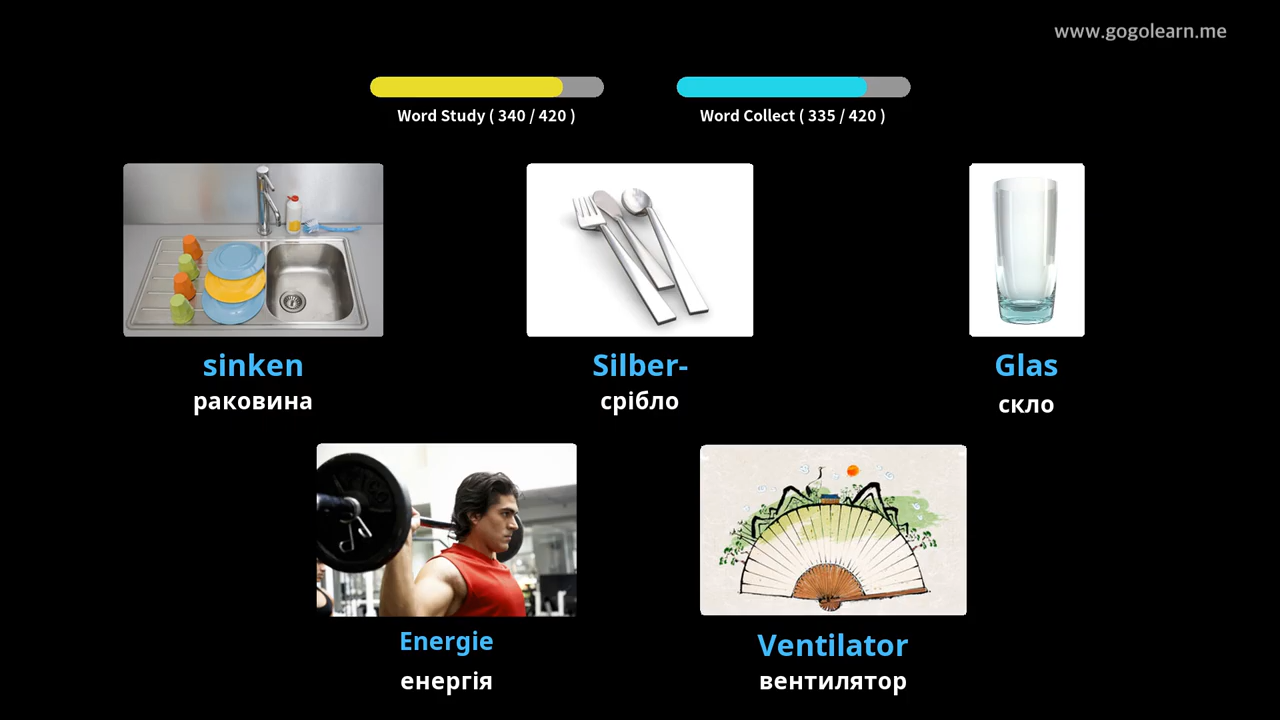 www.gogolearn.me
Word Study ( 340 / 420 )
Word Collect ( 335 / 420 )
sinken
раковина
Silber-
срібло
Glas
скло
Energie
енергія
Ventilator
вентилятор